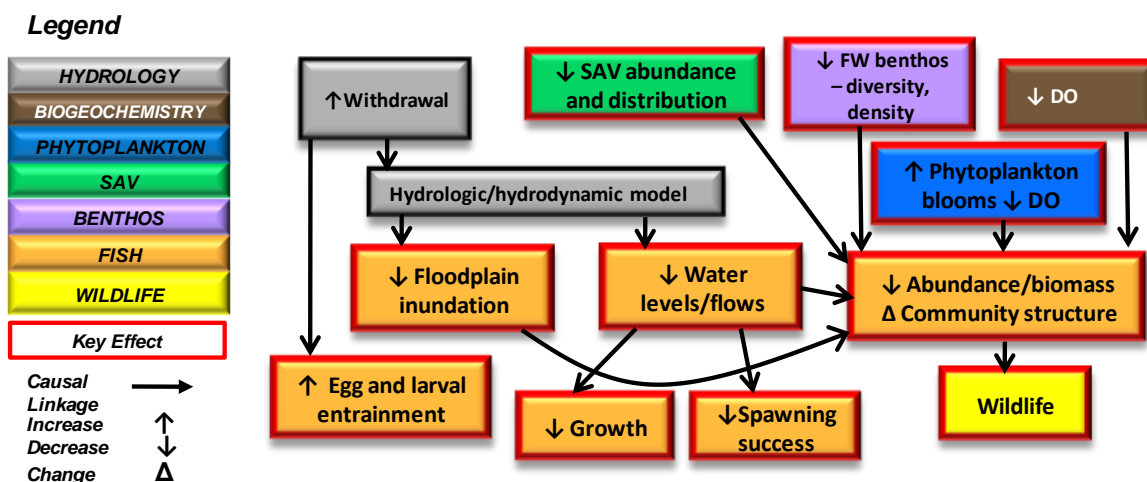 Legend
HYDROLOGY
BIOGEOCHEMISTRY
PHYTOPLANKTON
SAV
BENTHOS
FISH
WILDLIFE
Key Effect
Causal
Linkage
Increase ↑
Decrease ↓
Change Δ
↑Withdrawal
↓ SAV abundance
and distribution
↓ FW benthos
– diversity,
density
↓ DO
↑ Phytoplankton
blooms ↓ DO
Hydrologic/hydrodynamic model
↓ Floodplain
inundation
↓ Water
levels/flows
↓ Abundance/biomass
Δ Community structure
↑ Egg and larval
entrainment
↓ Growth
↓Spawning
success
Wildlife